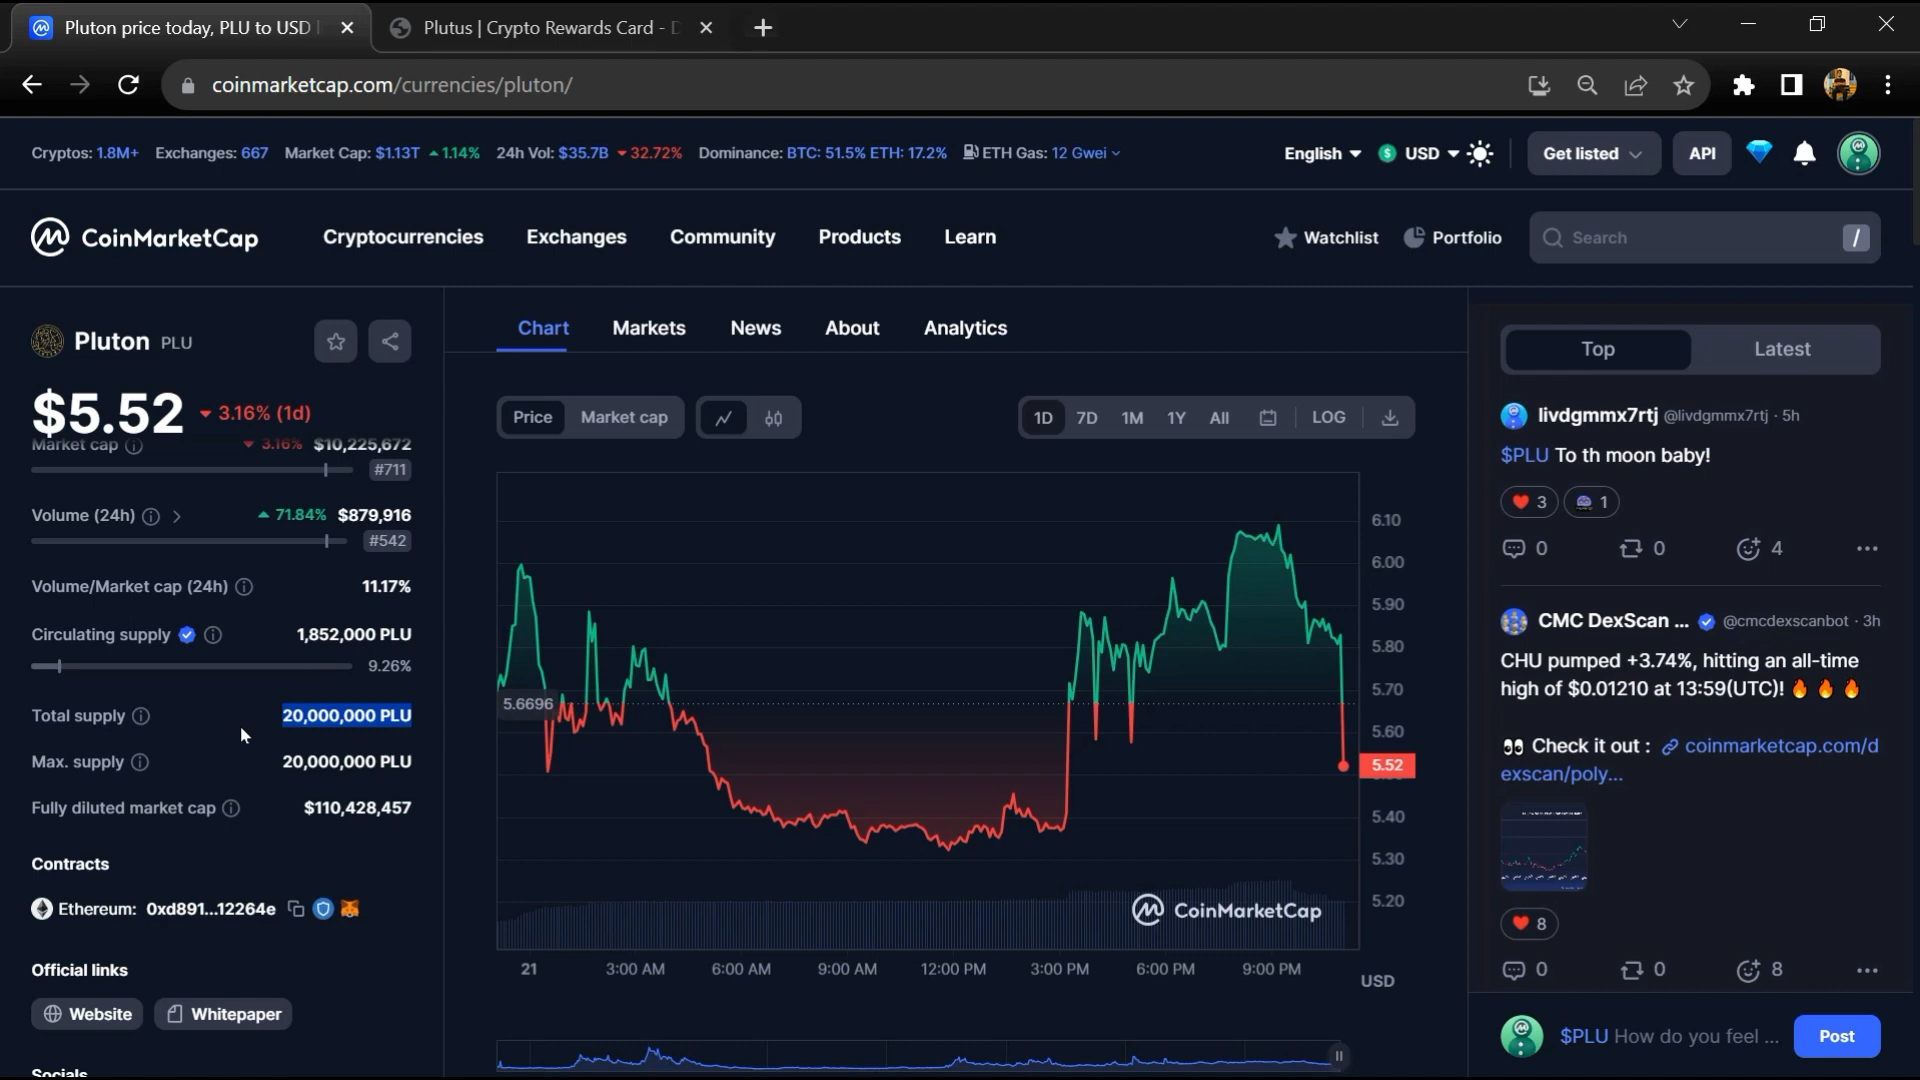 Pluton price today, PLU to USD
Plutus | Crypto Rewards Card - D
coinmarketcap.com/currencies/pluton/
Cryptos: 1.8M+ Exchanges: 667 Market Cap: $1.13T 1.14% 24h Vol: $35.7B 32.72% Dominance: BTC: 51.5% ETH: 17.2% ETH Gas: 12 Gwei
English USD Get listed API
CoinMarketCap
Cryptocurrencies Exchanges Community Products Learn
Watchlist Portfolio Search /
Pluton PLU
$5.52 3.16% (1d)
Market cap 3.16% $10,225,672
#711
Volume (24h) 71.84% $879,916
#542
Volume/Market cap (24h) 11.17%
Circulating supply 1,852,000 PLU
9.26%
Total supply 20,000,000 PLU
Max. supply 20,000,000 PLU
Fully diluted market cap $110,428,457
Contracts
Ethereum: 0xd891...12264e
Official links
Website Whitepaper
Socials
Chart Markets News About Analytics
Price Market cap
1D 7D 1M 1Y All LOG
6.10
6.00
5.90
5.80
5.70
5.6696
5.60
5.52
5.40
5.30
5.20
CoinMarketCap
21 3:00 AM 6:00 AM 9:00 AM 12:00 PM 3:00 PM 6:00 PM 9:00 PM
USD
Top Latest
livdgmmx7rtj @livdgmmx7rtj · 5h
$PLU To th moon baby!
3 1
0 0 4
CMC DexScan ... @cmcdexscanbot · 3h
CHU pumped +3.74%, hitting an all-time
high of $0.01210 at 13:59(UTC)! 🔥 🔥 🔥
👀 Check it out : coinmarketcap.com/d
exscan/poly...
8
0 0 8
$PLU How do you feel ... Post